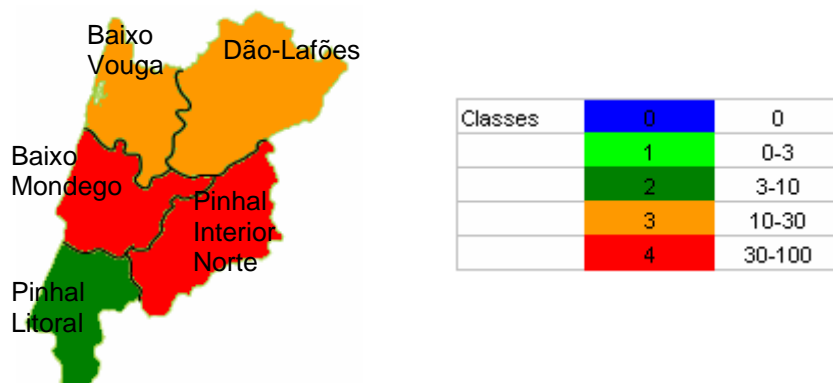 Baixo
Vouga
Dão-Lafões
Baixo
Mondego
Pinhal
Interior
Norte
Pinhal
Litoral
Classes 0 0
1 0-3
2 3-10
3 10-30
4 30-100